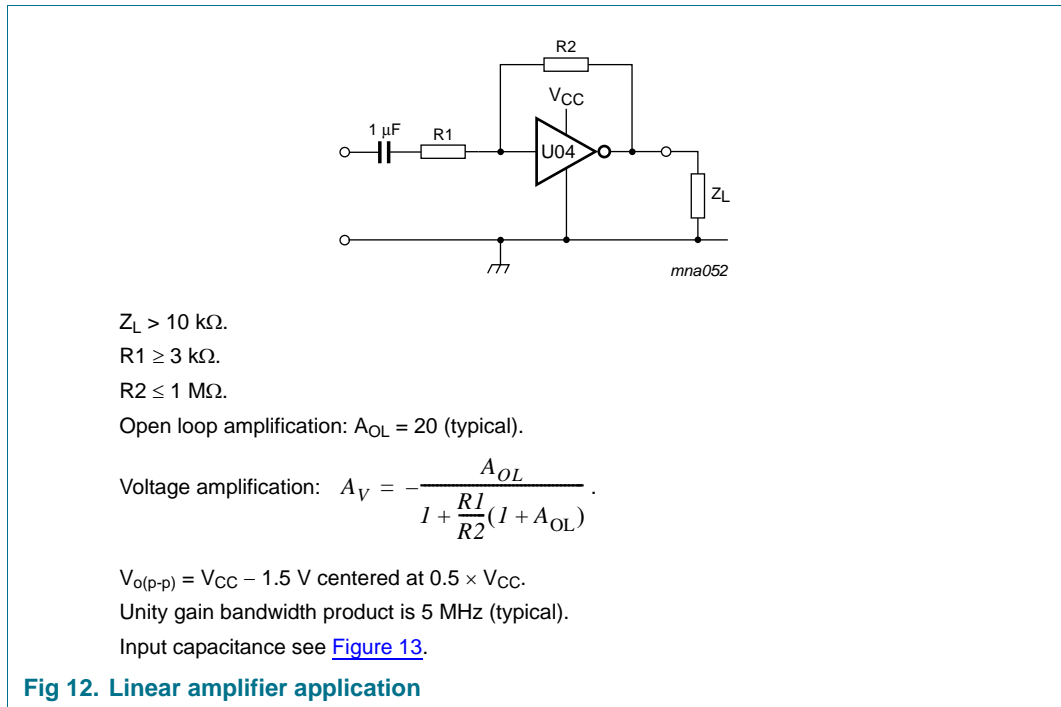 R2
VCC
1 μF
R1
U04
ZL
mna052
ZL > 10 kΩ.
R1 ≥ 3 kΩ.
R2 ≤ 1 MΩ.
Open loop amplification: AOL = 20 (typical).
Voltage amplification: AV = − AOL / (1 + R1/R2 (1 + AOL)) .
Vo(p-p) = VCC − 1.5 V centered at 0.5 × VCC.
Unity gain bandwidth product is 5 MHz (typical).
Input capacitance see Figure 13.
Fig 12. Linear amplifier application